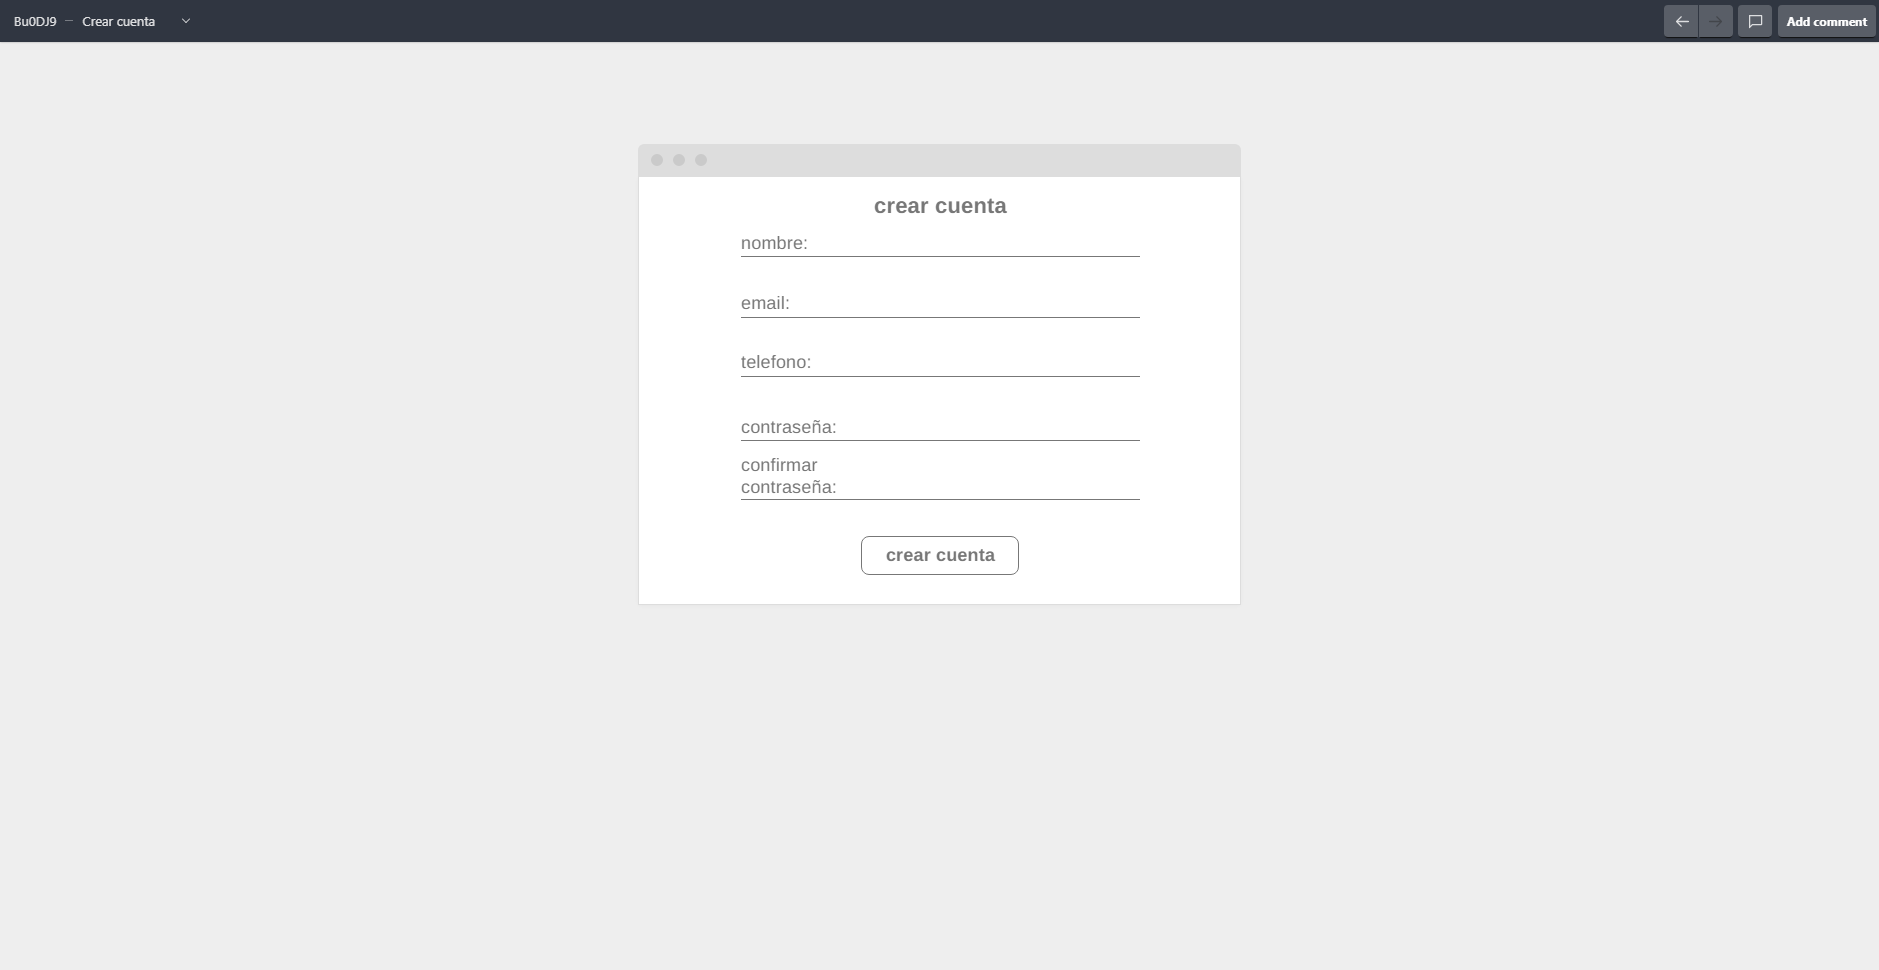 Bu0DJ9 – Crear cuenta
Add comment
crear cuenta
nombre:
email:
telefono:
contraseña:
confirmar
contraseña:
crear cuenta